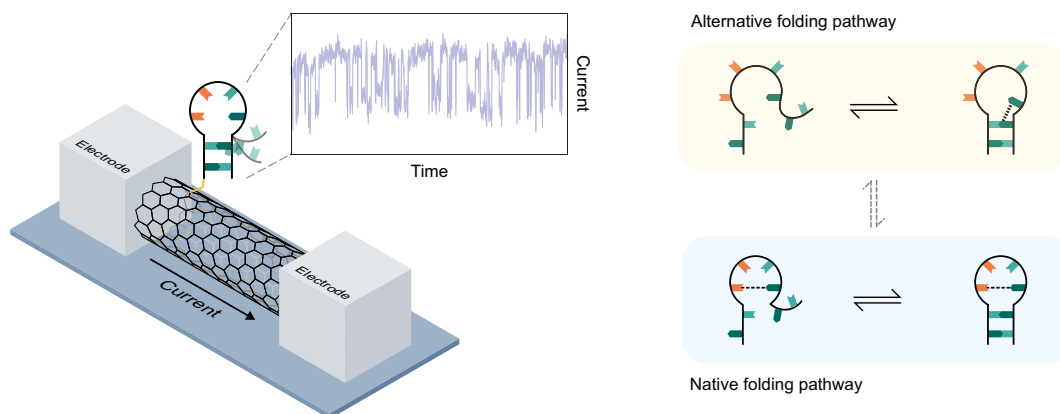 Alternative folding pathway
Current
Time
Electrode
Electrode
Current
Native folding pathway